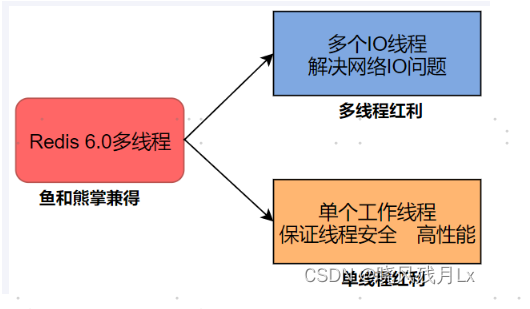 多个IO线程
解决网络IO问题
多线程红利
Redis 6.0多线程
鱼和熊掌兼得
单个工作线程
保证线程安全 高性能
CSDN @晓风残月Lx
单线程红利